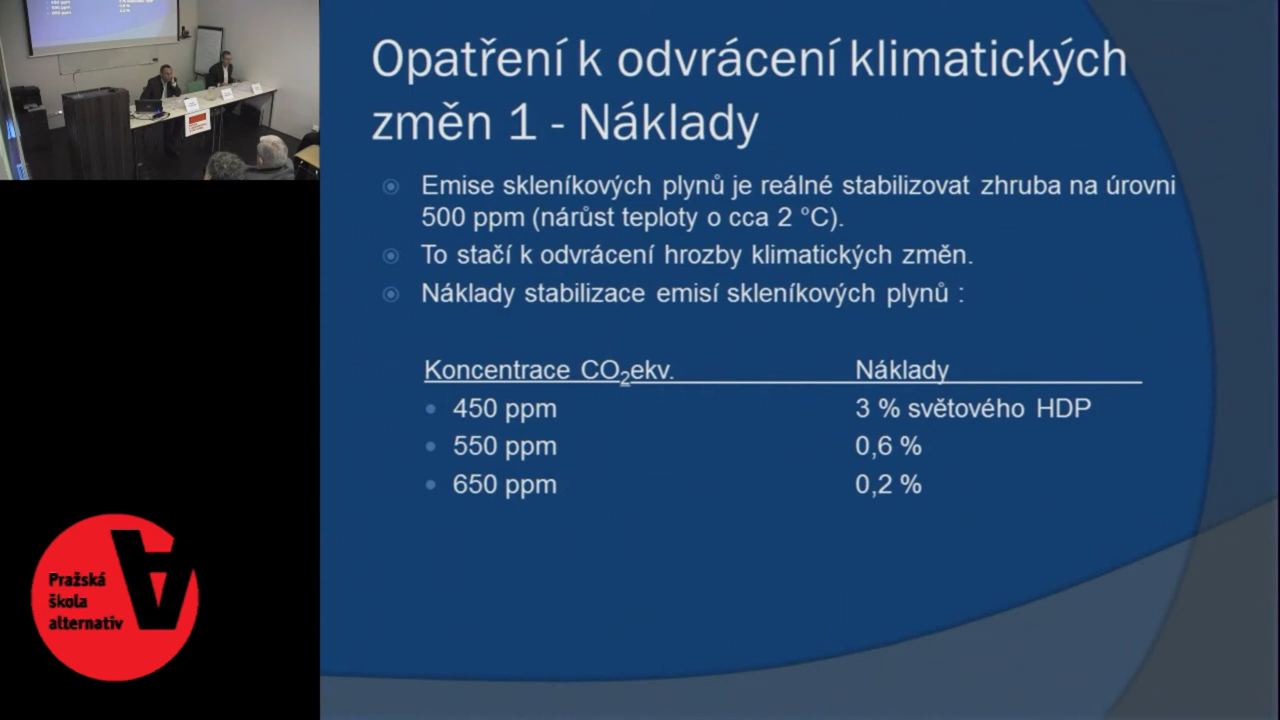 Opatření k odvrácení klimatických
změn 1 - Náklady
Emise skleníkových plynů je reálné stabilizovat zhruba na úrovni
500 ppm (nárůst teploty o cca 2 °C).
To stačí k odvrácení hrozby klimatických změn.
Náklady stabilizace emisí skleníkových plynů :
Koncentrace CO₂ekv. Náklady
450 ppm 3 % světového HDP
550 ppm 0,6 %
650 ppm 0,2 %
Pražská
škola
alternativ